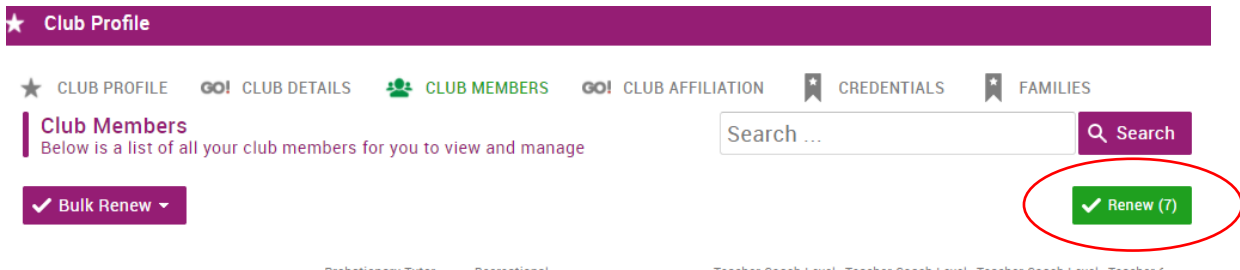 Club Profile
CLUB PROFILE GO! CLUB DETAILS CLUB MEMBERS GO! CLUB AFFILIATION CREDENTIALS FAMILIES
Club Members
Below is a list of all your club members for you to view and manage
Search ... Search
Bulk Renew Renew (7)